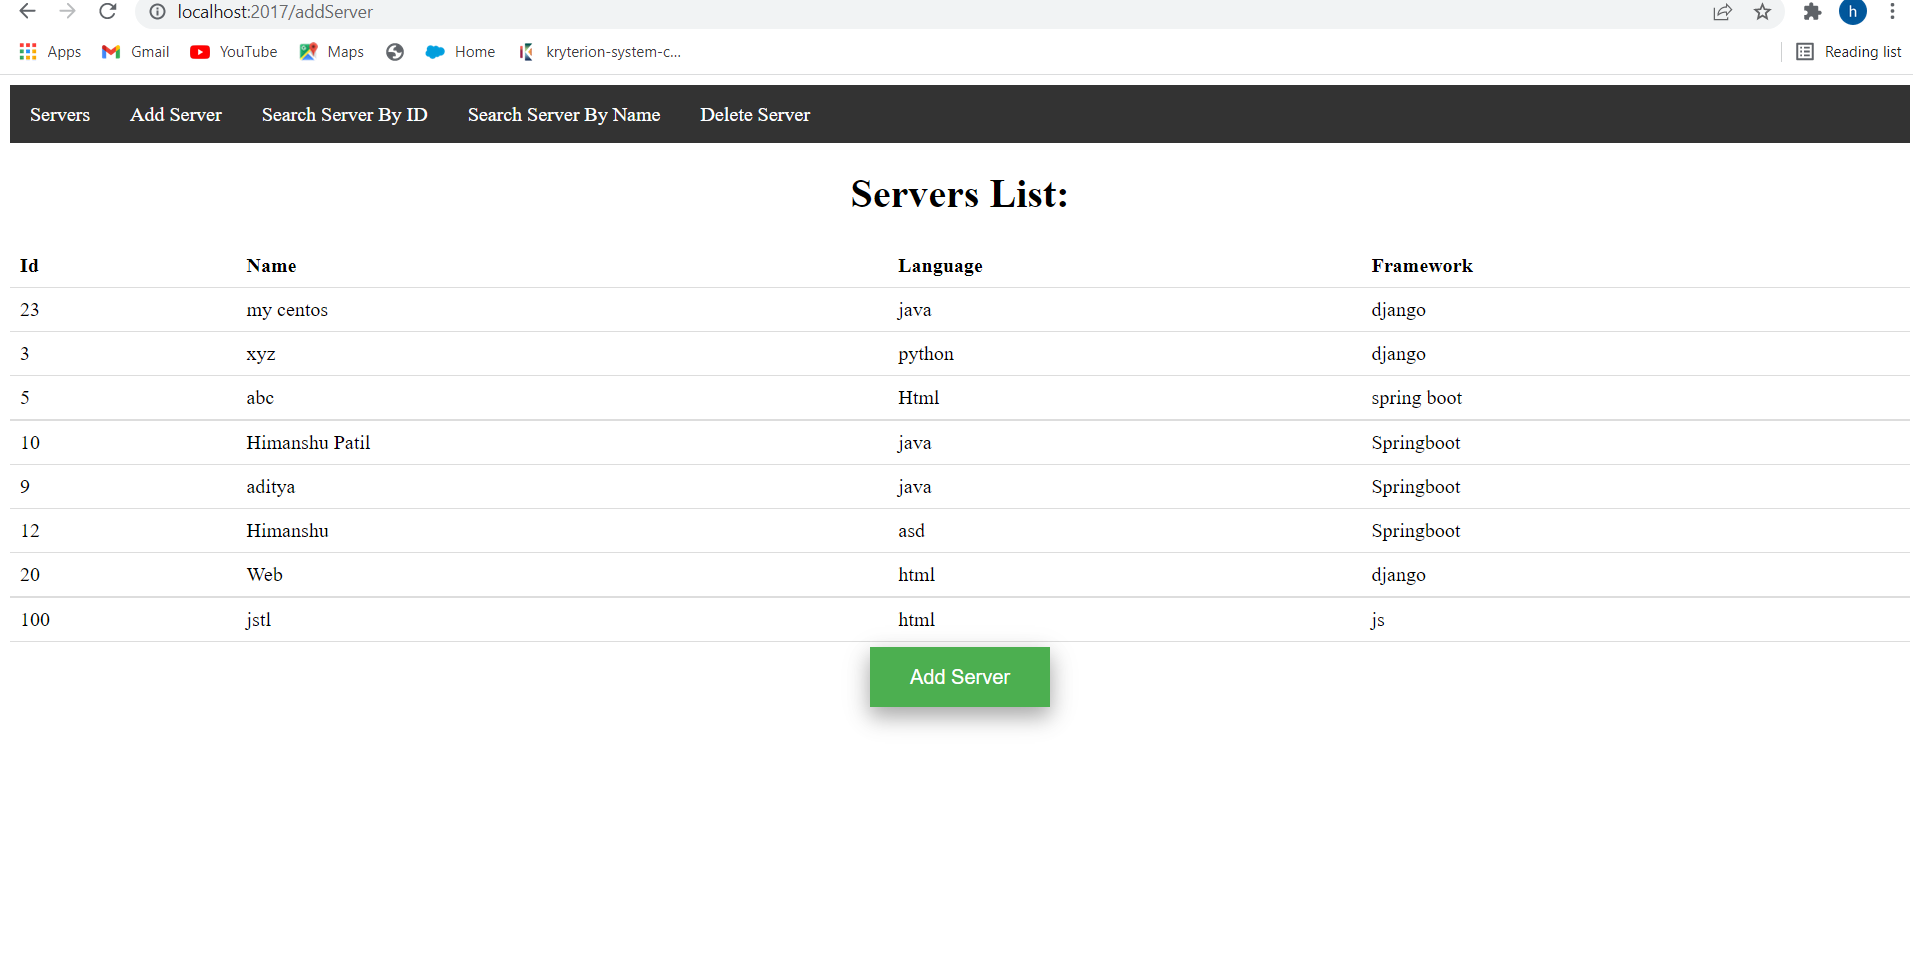 localhost:2017/addServer
h
Apps Gmail YouTube Maps Home kryterion-system-c... Reading list
Servers Add Server Search Server By ID Search Server By Name Delete Server
Servers List:
Id Name Language Framework
23 my centos java django
3 xyz python django
5 abc Html spring boot
10 Himanshu Patil java Springboot
9 aditya java Springboot
12 Himanshu asd Springboot
20 Web html django
100 jstl html js
Add Server